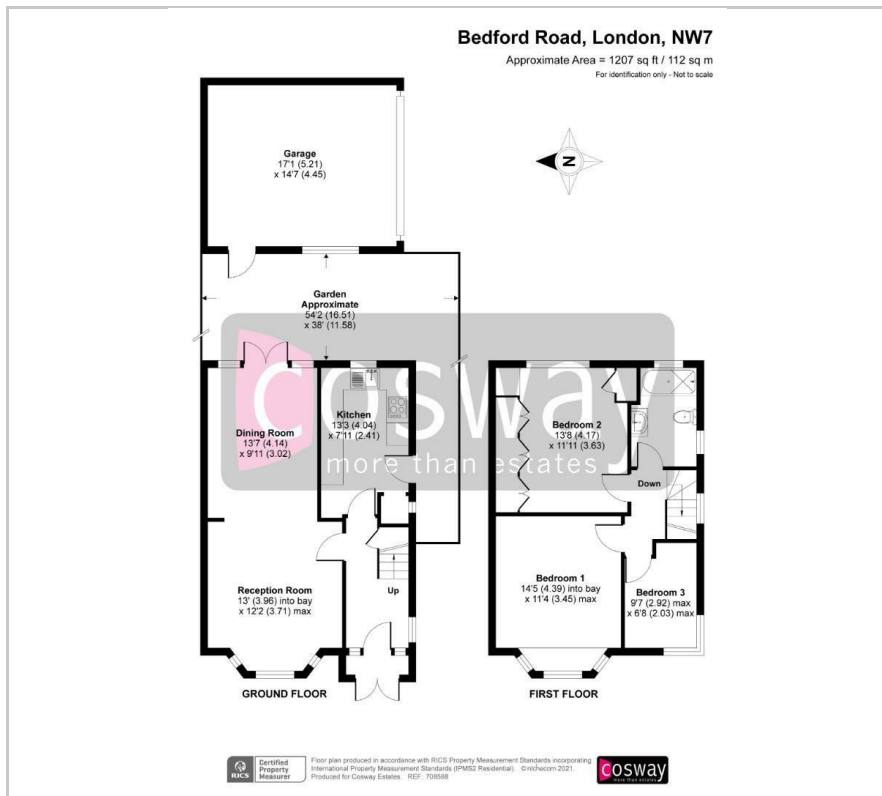 Bedford Road, London, NW7
Approximate Area = 1207 sq ft / 112 sq m
For identification only - Not to scale
Garage
17'1 (5.21)
x 14'7 (4.45)
N
Garden
Approximate
54'2 (16.51)
x 38' (11.58)
cosway
more than estates
Dining Room
13'7 (4.14)
x 9'11 (3.02)
Kitchen
13'3 (4.04)
x 7'11 (2.41)
Bedroom 2
13'8 (4.17)
x 11'11 (3.63)
Down
Reception Room
13' (3.96) into bay
x 12'2 (3.71) max
Up
Bedroom 1
14'5 (4.39) into bay
x 11'4 (3.45) max
Bedroom 3
9'7 (2.92) max
x 6'8 (2.03) max
GROUND FLOOR
FIRST FLOOR
RICS
Certified
Property
Measurer
Floor plan produced in accordance with RICS Property Measurement Standards incorporating
International Property Measurement Standards (IPMS2 Residential). ©nichecom 2021.
Produced for Cosway Estates. REF: 708588
cosway
more than estates